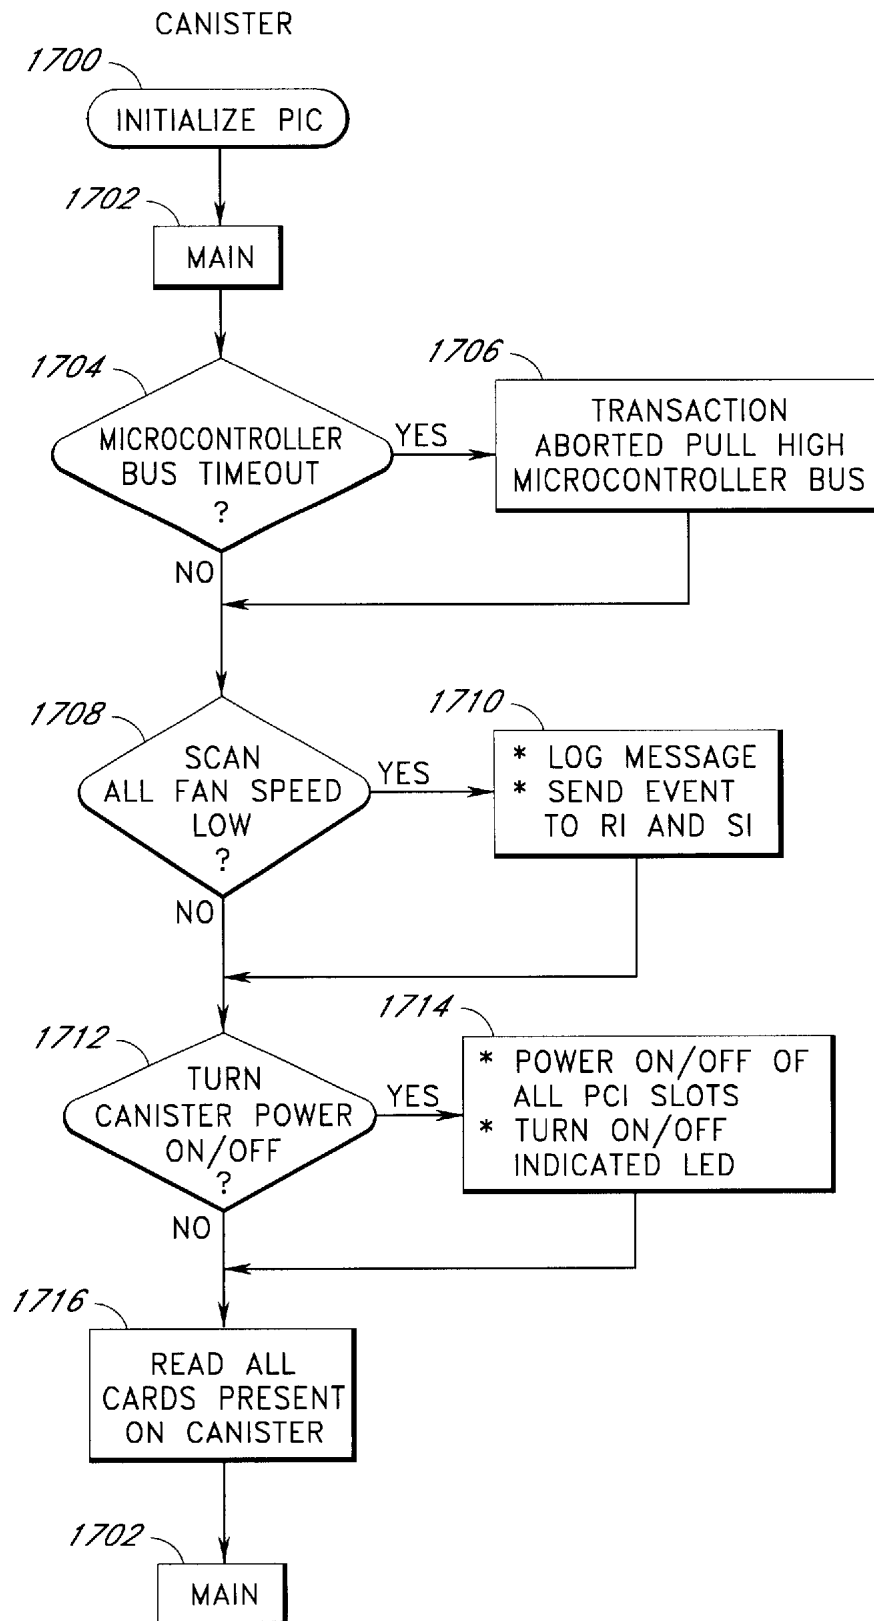 CANISTER
1700
INITIALIZE PIC
1702
MAIN
1704
MICROCONTROLLER
BUS TIMEOUT
?
YES
NO
1706
TRANSACTION
ABORTED PULL HIGH
MICROCONTROLLER BUS
1708
SCAN
ALL FAN SPEED
LOW
?
YES
NO
1710
* LOG MESSAGE
* SEND EVENT
TO RI AND SI
1712
TURN
CANISTER POWER
ON/OFF
?
YES
NO
1714
* POWER ON/OFF OF
ALL PCI SLOTS
* TURN ON/OFF
INDICATED LED
1716
READ ALL
CARDS PRESENT
ON CANISTER
1702
MAIN